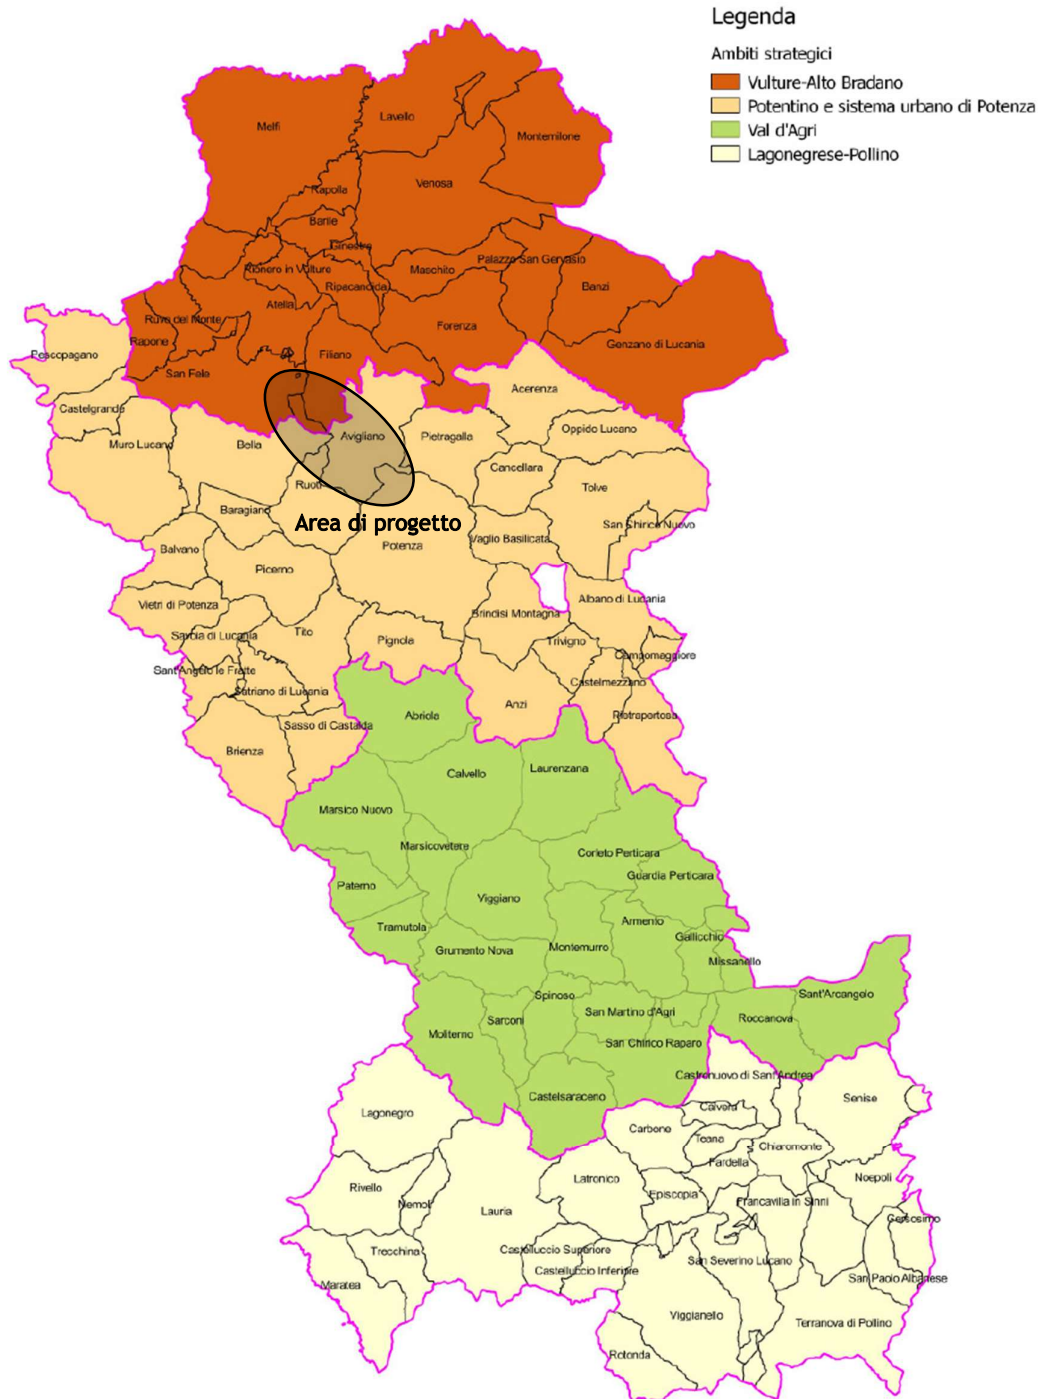 Legenda
Ambiti strategici
Vulture-Alto Bradano
Potentino e sistema urbano di Potenza
Val d'Agri
Lagonegrese-Pollino
Melfi
Lavello
Montemilone
Venosa
Rapolla
Barile
Ginestra
Rionero in Vulture
Maschito
Palazzo San Gervasio
Ripacandida
Banzi
Atella
Ruvo del Monte
Forenza
Rapone
Filiano
Genzano di Lucania
Pescopagano
San Fele
Acerenza
Castelgrande
Muro Lucano
Bella
Avigliano
Pietragalla
Oppido Lucano
Cancellara
Ruoti
Tolve
Baragiano
Area di progetto
San Chirico Nuovo
Balvano
Potenza
Vaglio Basilicata
Picerno
Vietri di Potenza
Albano di Lucania
Brindisi Montagna
Savoia di Lucania
Tito
Pignola
Trivigno
Campomaggiore
Sant'Angelo le Fratte
Castelmezzano
Satriano di Lucania
Anzi
Abriola
Pietrapertosa
Sasso di Castalda
Brienza
Calvello
Laurenzana
Marsico Nuovo
Marsicovetere
Corleto Perticara
Guardia Perticara
Paterno
Viggiano
Armento
Tramutola
Gallicchio
Grumento Nova
Montemurro
Missanello
Spinoso
Sant'Arcangelo
San Martino d'Agri
Roccanova
Sarconi
Moliterno
San Chirico Raparo
Castronuovo di Sant'Andrea
Castelsaraceno
Senise
Lagonegro
Calvera
Carbone
Teana
Chiaromonte
Fardella
Latronico
Noepoli
Rivello
Episcopia
Francavilla in Sinni
Nemoli
Lauria
Cersosimo
Trecchina
Castelluccio Superiore
San Severino Lucano
Castelluccio Inferiore
San Paolo Albanese
Maratea
Viggianello
Terranova di Pollino
Rotonda